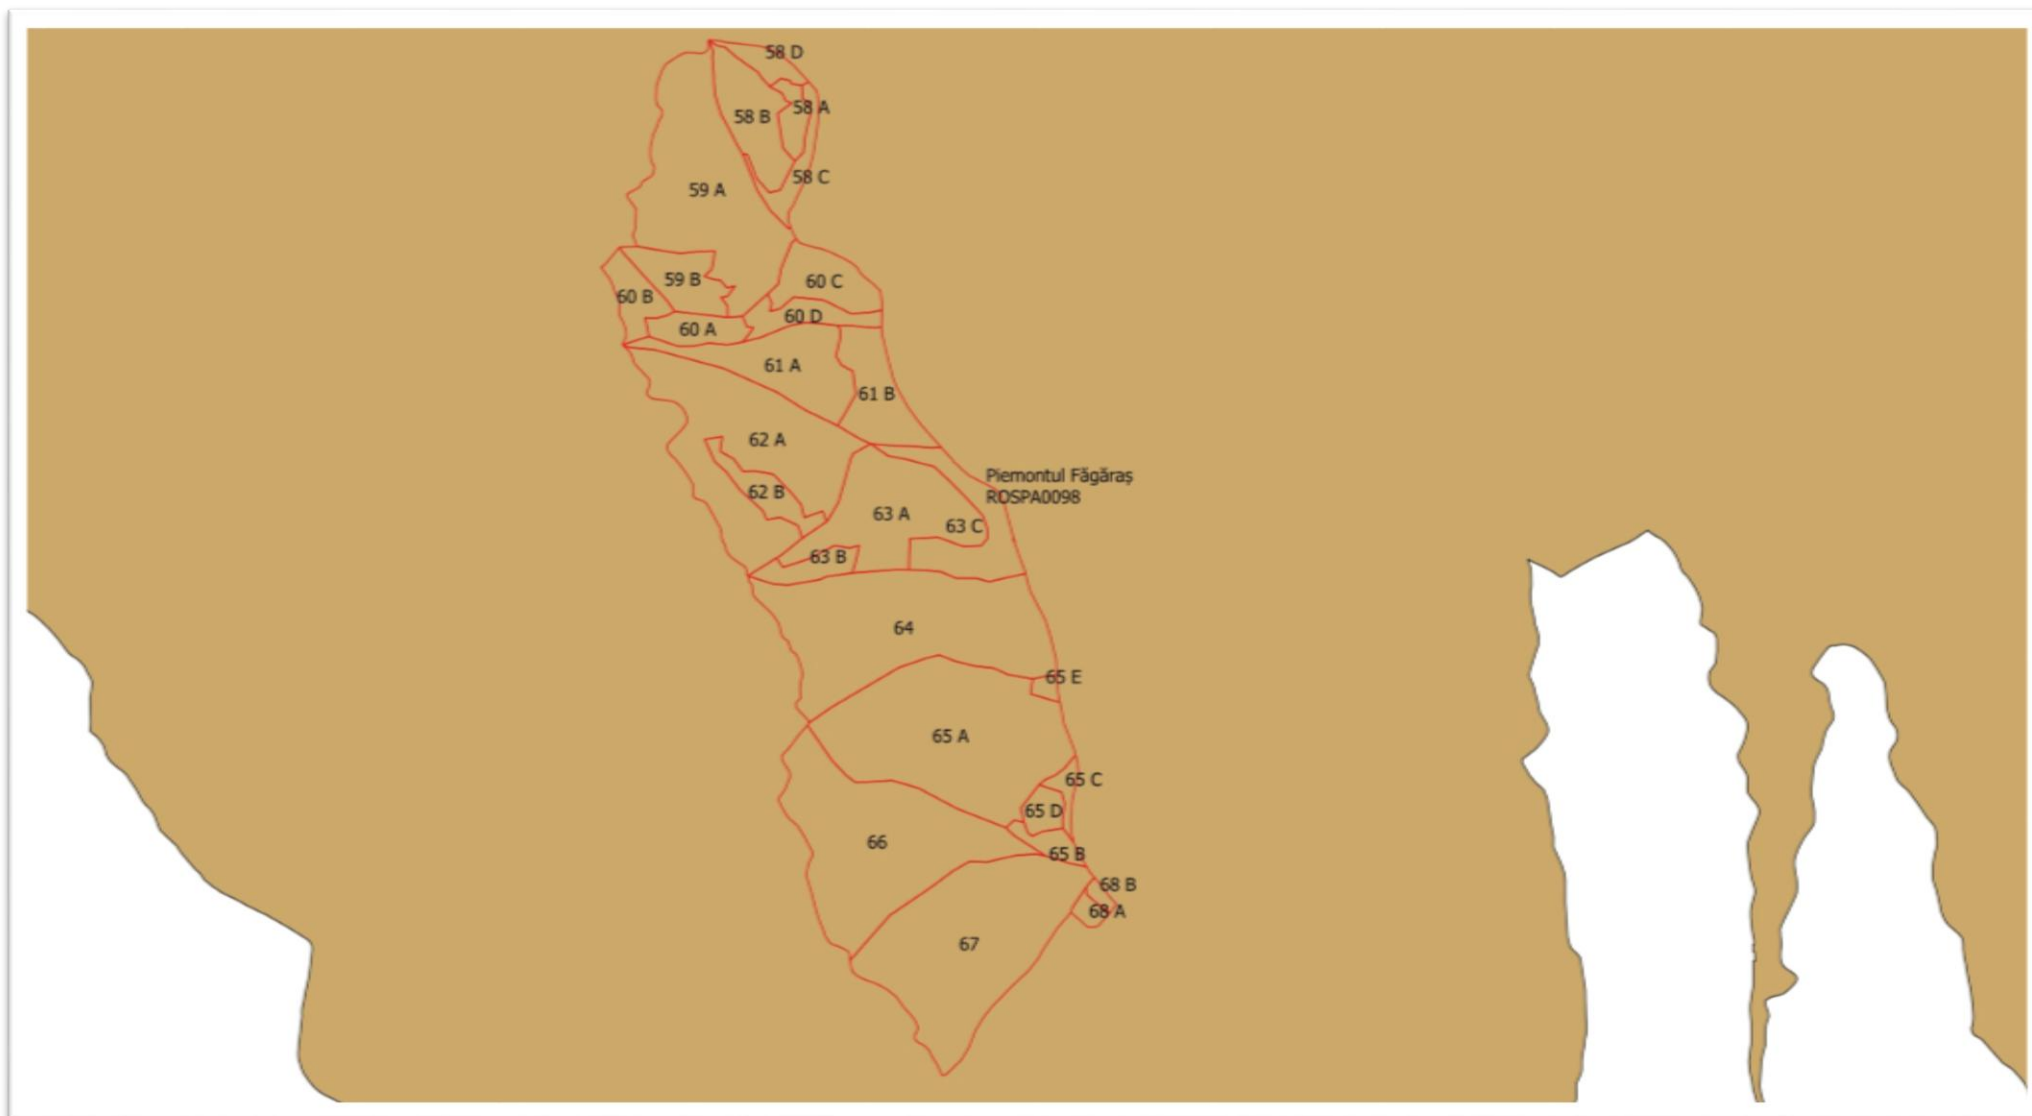 58 D
58 A
58 B
58 C
59 A
59 B
60 C
60 B
60 D
60 A
61 A
61 B
62 A
Piemontul Făgăraș
ROSPA0098
62 B
63 A
63 C
63 B
64
65 E
65 A
65 C
65 D
66
65 B
68 B
68 A
67